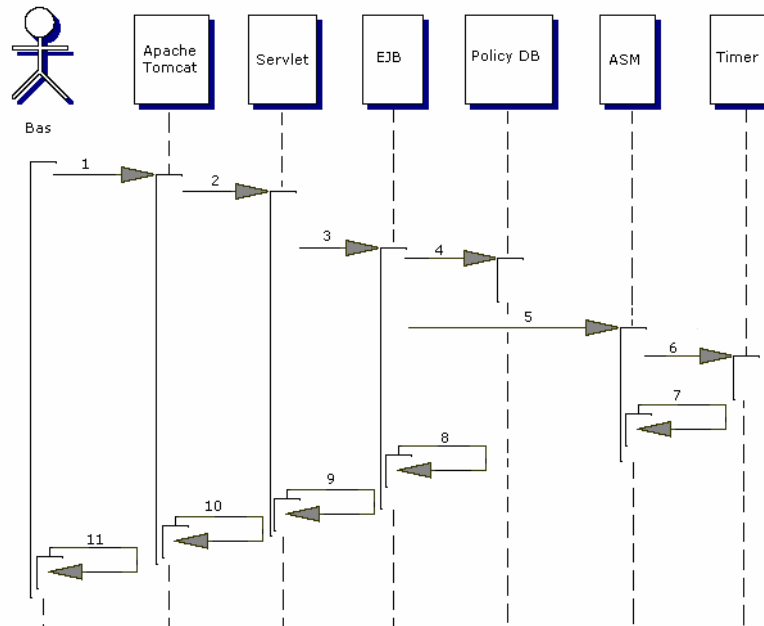 Apache
Tomcat
Servlet
EJB
Policy DB
ASM
Timer
Bas
1
2
3
4
5
6
7
8
9
10
11